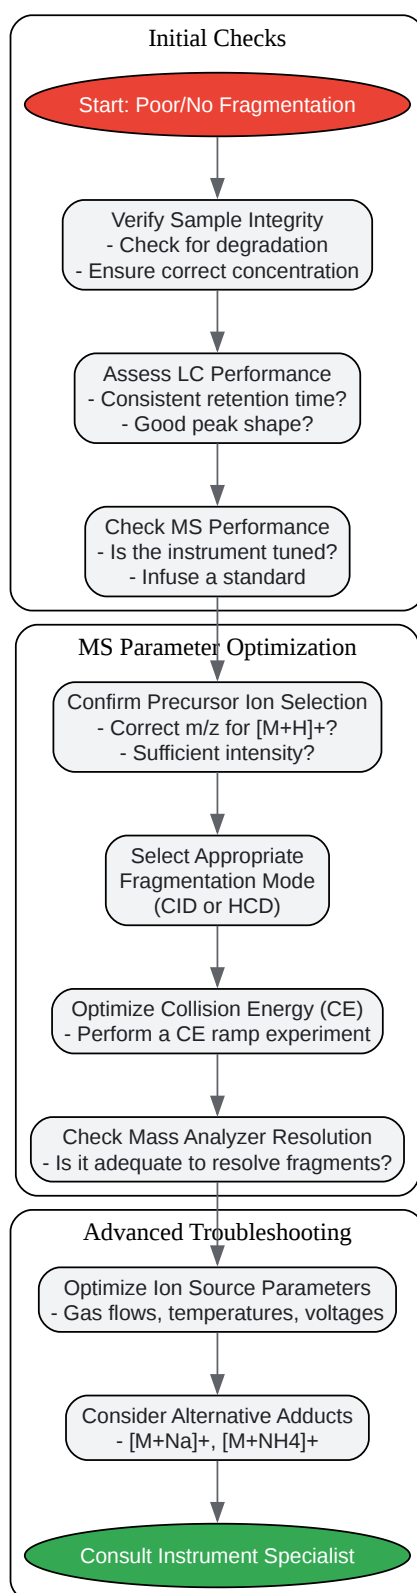 Initial Checks
Start: Poor/No Fragmentation
Verify Sample Integrity
- Check for degradation
- Ensure correct concentration
Assess LC Performance
- Consistent retention time?
- Good peak shape?
Check MS Performance
- Is the instrument tuned?
- Infuse a standard
MS Parameter Optimization
Confirm Precursor Ion Selection
- Correct m/z for [M+H]+?
- Sufficient intensity?
Select Appropriate
Fragmentation Mode
(CID or HCD)
Optimize Collision Energy (CE)
- Perform a CE ramp experiment
Check Mass Analyzer Resolution
- Is it adequate to resolve fragments?
Advanced Troubleshooting
Optimize Ion Source Parameters
- Gas flows, temperatures, voltages
Consider Alternative Adducts
- [M+Na]+, [M+NH4]+
Consult Instrument Specialist